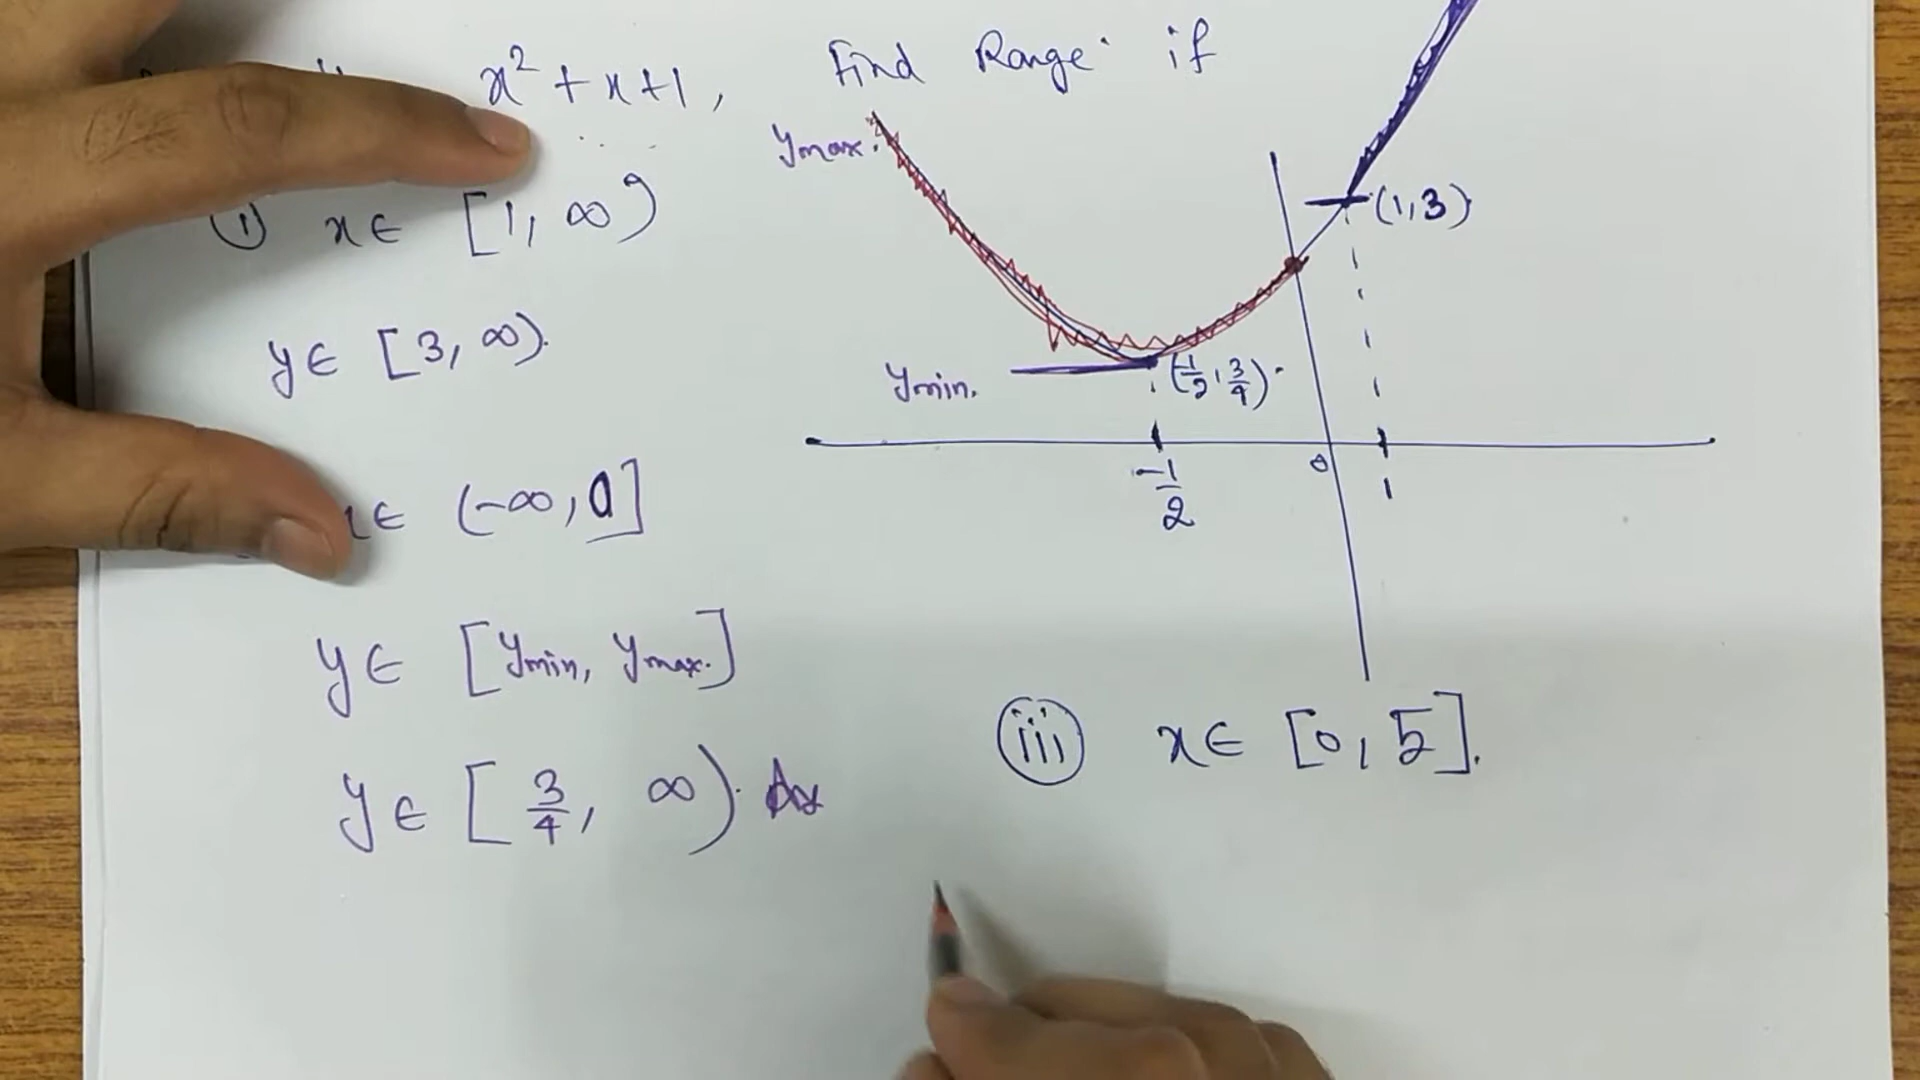 x² + x + 1, Find Range if
(i) x ∈ [1, ∞)
y ∈ [3, ∞).
x ∈ (-∞, 0]
y ∈ [ymin, ymax.]
y ∈ [3/4, ∞).
ymax.
(1,3)
ymin.
(-1/2, 3/4)
-1/2
0
1
(iii) x ∈ [0, 5].